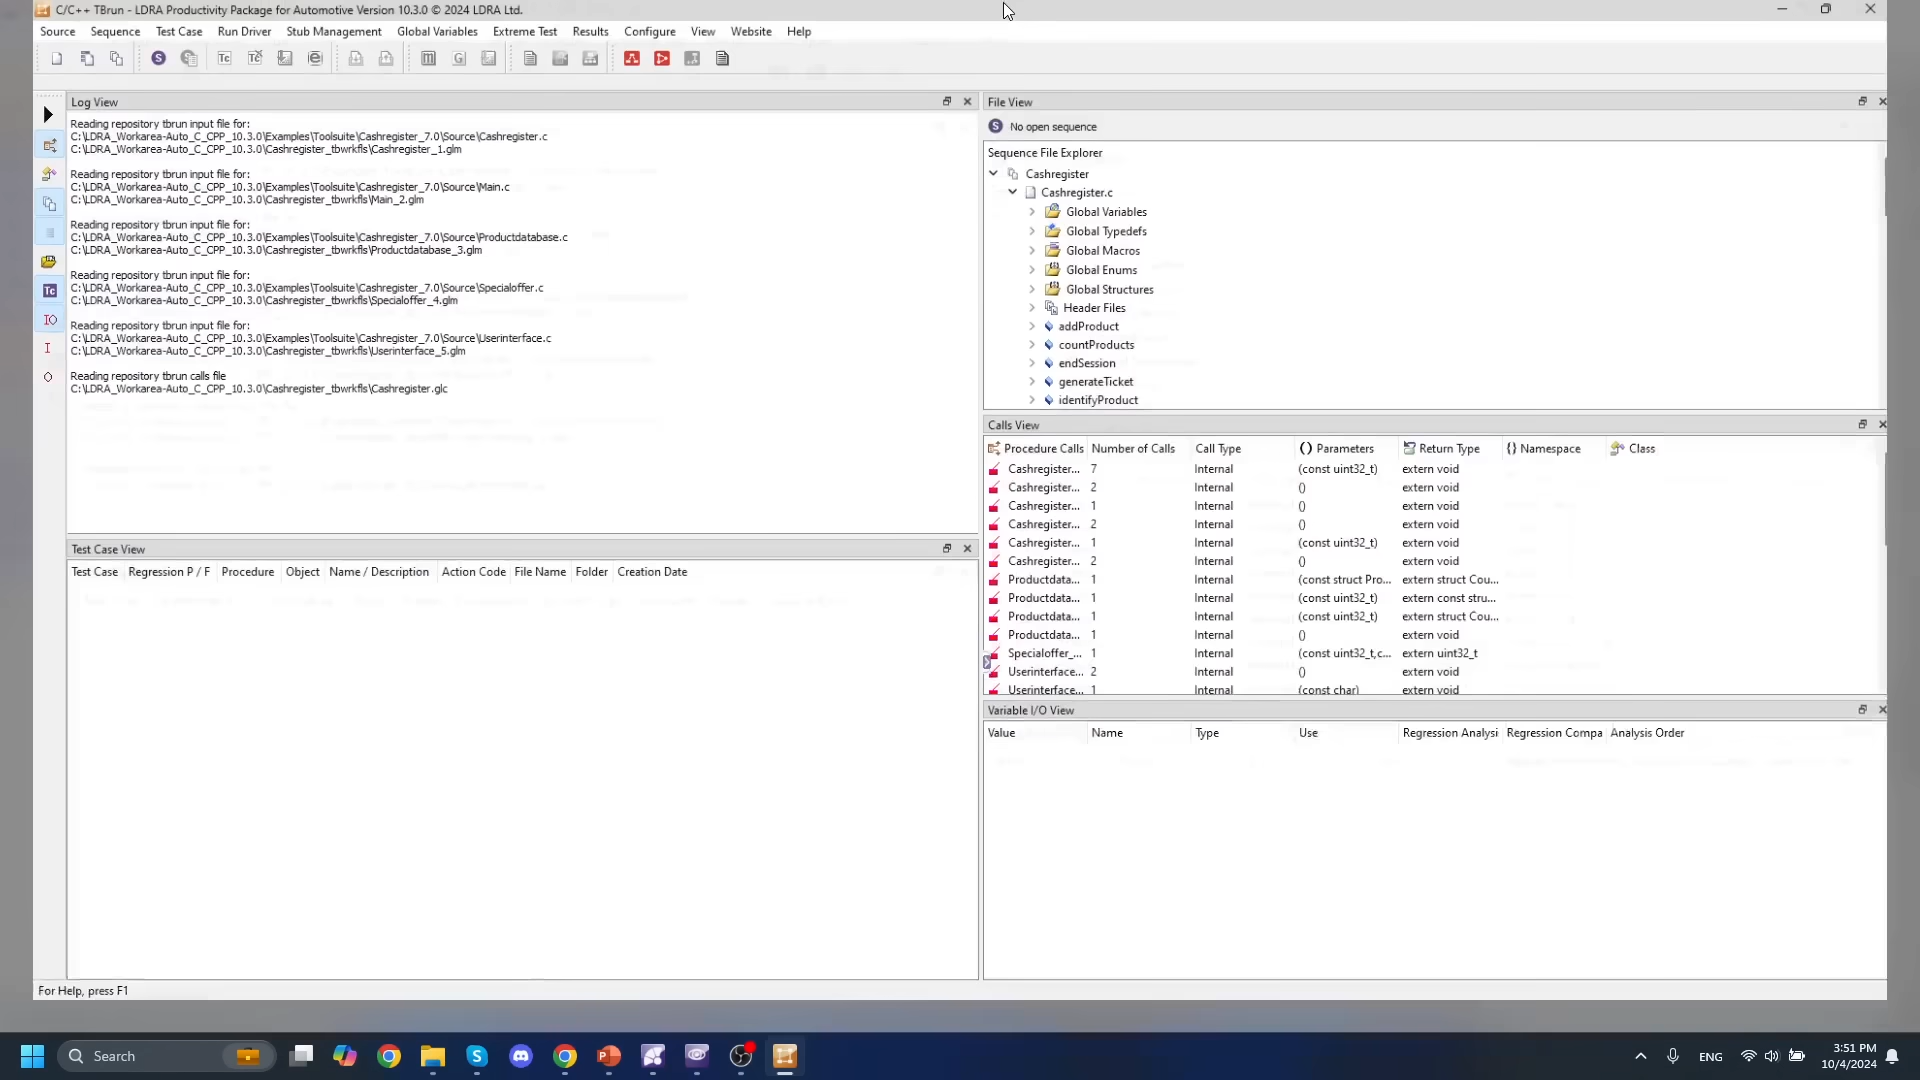 C/C++ TBrun - LDRA Productivity Package for Automotive Version 10.3.0 © 2024 LDRA Ltd.
Source Sequence Test Case Run Driver Stub Management Global Variables Extreme Test Results Configure View Website Help
S Tc Tc e m G
Log View
Reading repository tbrun input file for:
C:\LDRA_Workarea-Auto_C_CPP_10.3.0\Examples\Toolsuite\Cashregister_7.0\Source\Cashregister.c
C:\LDRA_Workarea-Auto_C_CPP_10.3.0\Cashregister_tbwrkfls\Cashregister_1.glm
Reading repository tbrun input file for:
C:\LDRA_Workarea-Auto_C_CPP_10.3.0\Examples\Toolsuite\Cashregister_7.0\Source\Main.c
C:\LDRA_Workarea-Auto_C_CPP_10.3.0\Cashregister_tbwrkfls\Main_2.glm
Reading repository tbrun input file for:
C:\LDRA_Workarea-Auto_C_CPP_10.3.0\Examples\Toolsuite\Cashregister_7.0\Source\Productdatabase.c
C:\LDRA_Workarea-Auto_C_CPP_10.3.0\Cashregister_tbwrkfls\Productdatabase_3.glm
Reading repository tbrun input file for:
C:\LDRA_Workarea-Auto_C_CPP_10.3.0\Examples\Toolsuite\Cashregister_7.0\Source\Specialoffer.c
C:\LDRA_Workarea-Auto_C_CPP_10.3.0\Cashregister_tbwrkfls\Specialoffer_4.glm
Reading repository tbrun input file for:
C:\LDRA_Workarea-Auto_C_CPP_10.3.0\Examples\Toolsuite\Cashregister_7.0\Source\Userinterface.c
C:\LDRA_Workarea-Auto_C_CPP_10.3.0\Cashregister_tbwrkfls\Userinterface_5.glm
Reading repository tbrun calls file
C:\LDRA_Workarea-Auto_C_CPP_10.3.0\Cashregister_tbwrkfls\Cashregister.glc
Tc
IO
I
O
Test Case View
Test Case Regression P / F Procedure Object Name / Description Action Code File Name Folder Creation Date
File View
S No open sequence
Sequence File Explorer
Cashregister
Cashregister.c
Global Variables
Global Typedefs
Global Macros
Global Enums
Global Structures
Header Files
addProduct
countProducts
endSession
generateTicket
identifyProduct
Calls View
Procedure Calls Number of Calls Call Type () Parameters Return Type {} Namespace Class
Cashregister... 7 Internal (const uint32_t) extern void
Cashregister... 2 Internal () extern void
Cashregister... 1 Internal () extern void
Cashregister... 2 Internal () extern void
Cashregister... 1 Internal (const uint32_t) extern void
Cashregister... 2 Internal () extern void
Productdata... 1 Internal (const struct Pro... extern struct Cou...
Productdata... 1 Internal (const uint32_t) extern const stru...
Productdata... 1 Internal (const uint32_t) extern struct Cou...
Productdata... 1 Internal () extern void
Specialoffer_... 1 Internal (const uint32_t,c... extern uint32_t
Userinterface... 2 Internal () extern void
Userinterface... 1 Internal (const char) extern void
Variable I/O View
Value Name Type Use Regression Analysi Regression Compa Analysis Order
For Help, press F1
Search
ENG
3:51 PM
10/4/2024